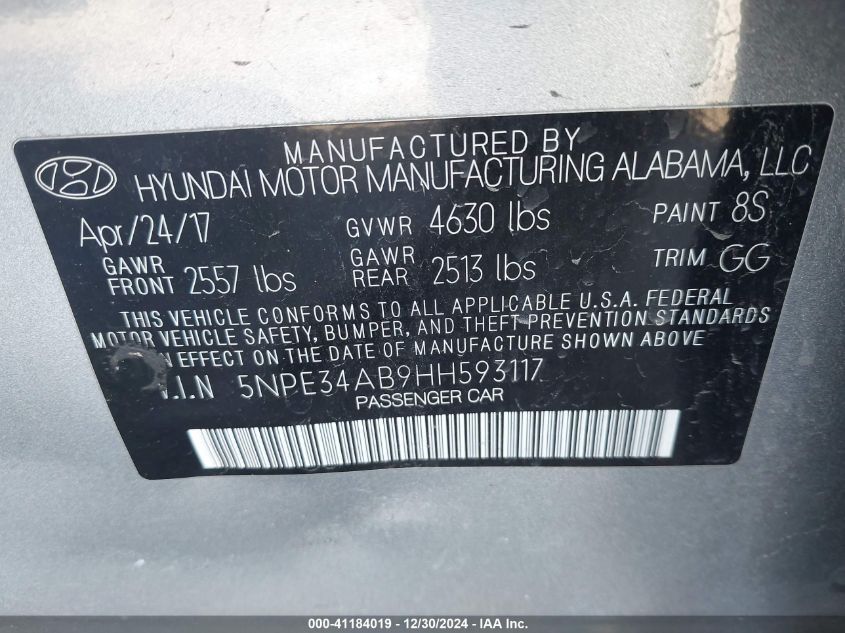 MANUFACTURED BY
HYUNDAI MOTOR MANUFACTURING ALABAMA, LLC
Apr/24/17 GVWR 4630 lbs PAINT 8S
GAWR FRONT 2557 lbs GAWR REAR 2513 lbs TRIM GG
THIS VEHICLE CONFORMS TO ALL APPLICABLE U.S.A. FEDERAL
MOTOR VEHICLE SAFETY, BUMPER, AND THEFT PREVENTION STANDARDS
IN EFFECT ON THE DATE OF MANUFACTURE SHOWN ABOVE
V.I.N 5NPE34AB9HH593117
PASSENGER CAR
000-41184019 - 12/30/2024 - IAA Inc.